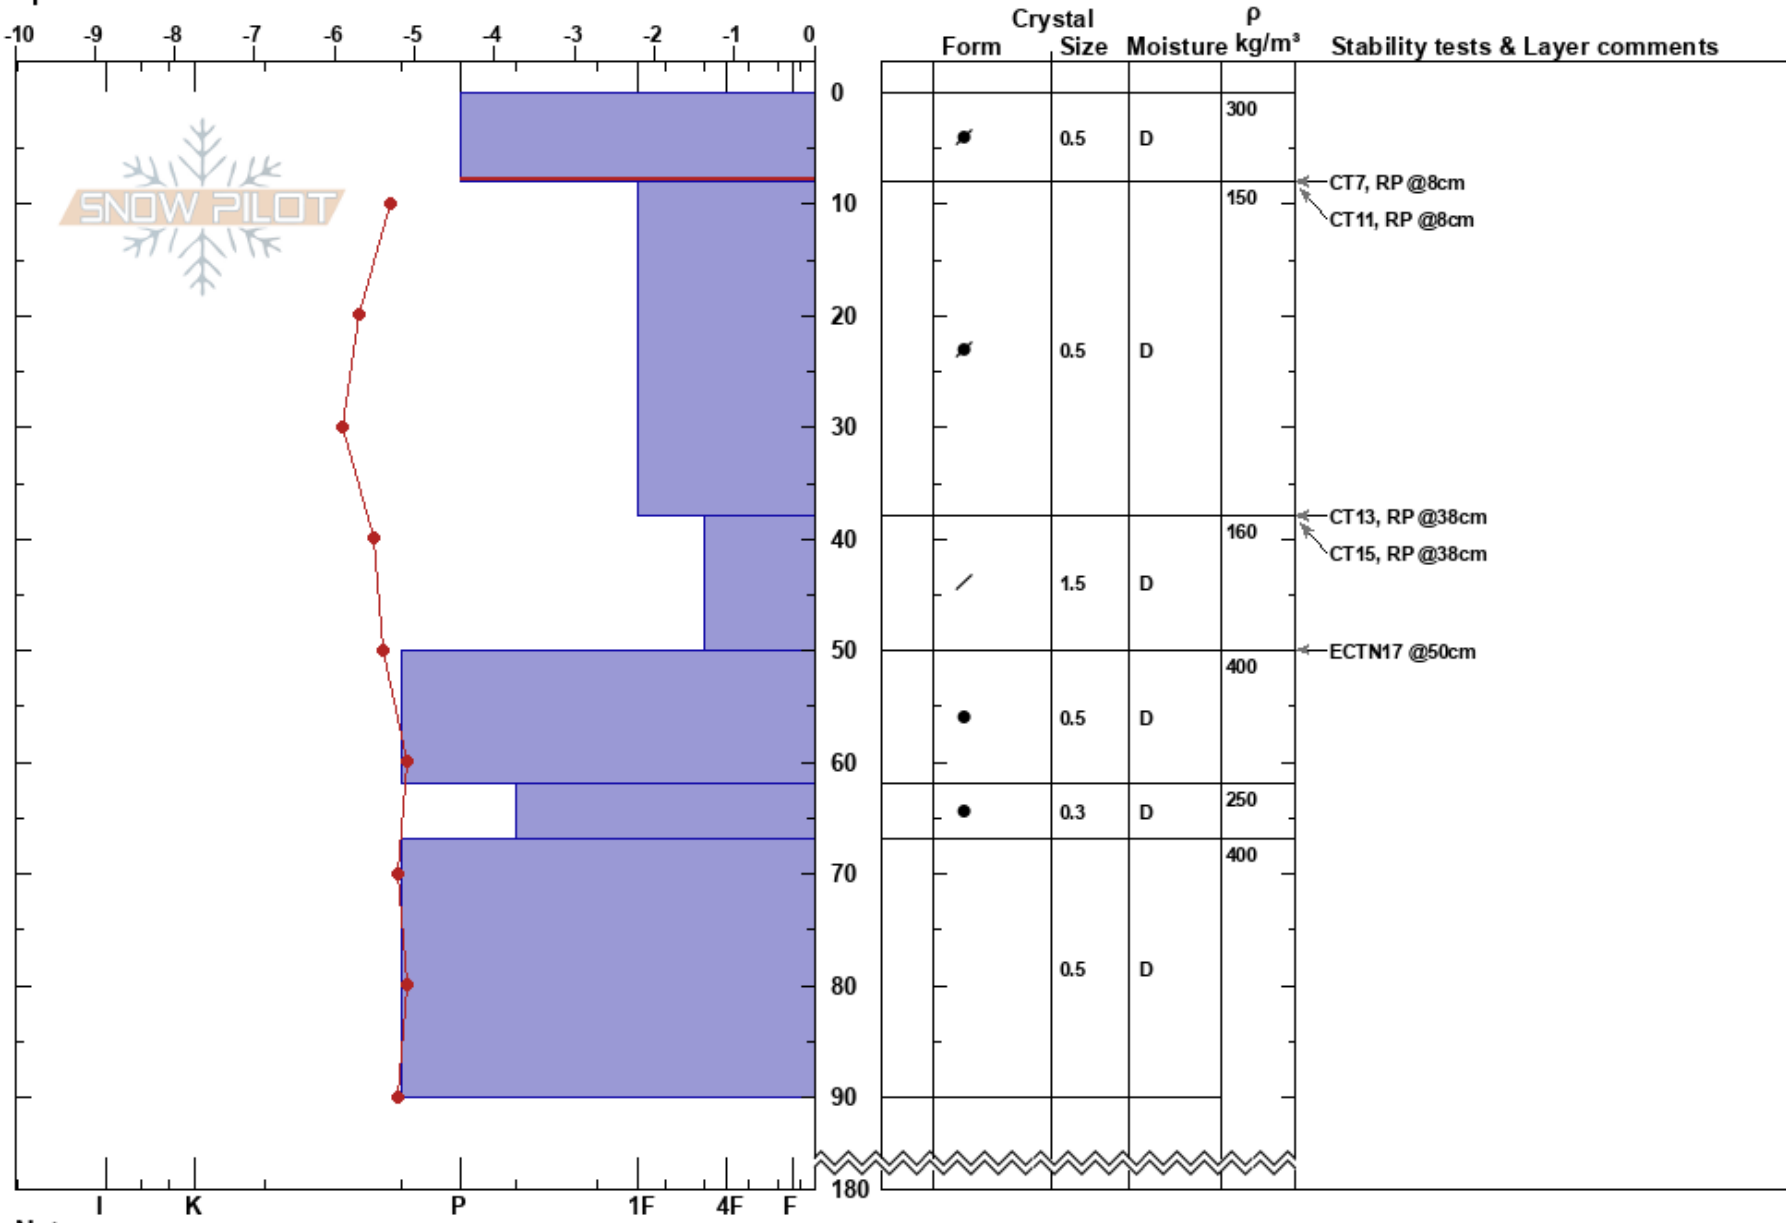 -10 -9 -8 -7 -6 -5 -4 -3 -2 -1 0
Crystal
ρ
Form Size Moisture kg/m³ Stability tests & Layer comments
0
300
0.5 D
CT7, RP @8cm
SNOW PILOT
10
150
CT11, RP @8cm
20
0.5 D
30
CT13, RP @38cm
40
160
CT15, RP @38cm
1.5 D
50
ECTN17 @50cm
400
0.5 D
60
250
0.3 D
400
70
0.5 D
80
90
180
I K P 1F 4F F